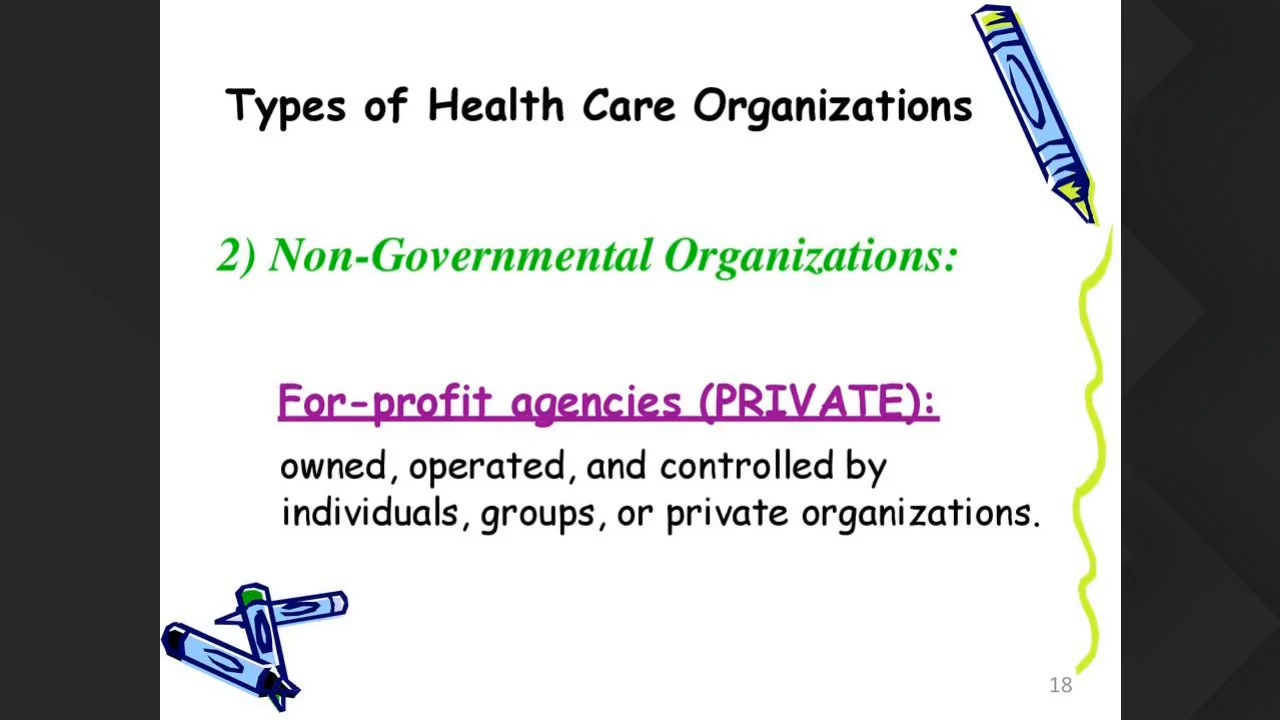 Types of Health Care Organizations
2) Non-Governmental Organizations:
For-profit agencies (PRIVATE):
owned, operated, and controlled by
individuals, groups, or private organizations.
18